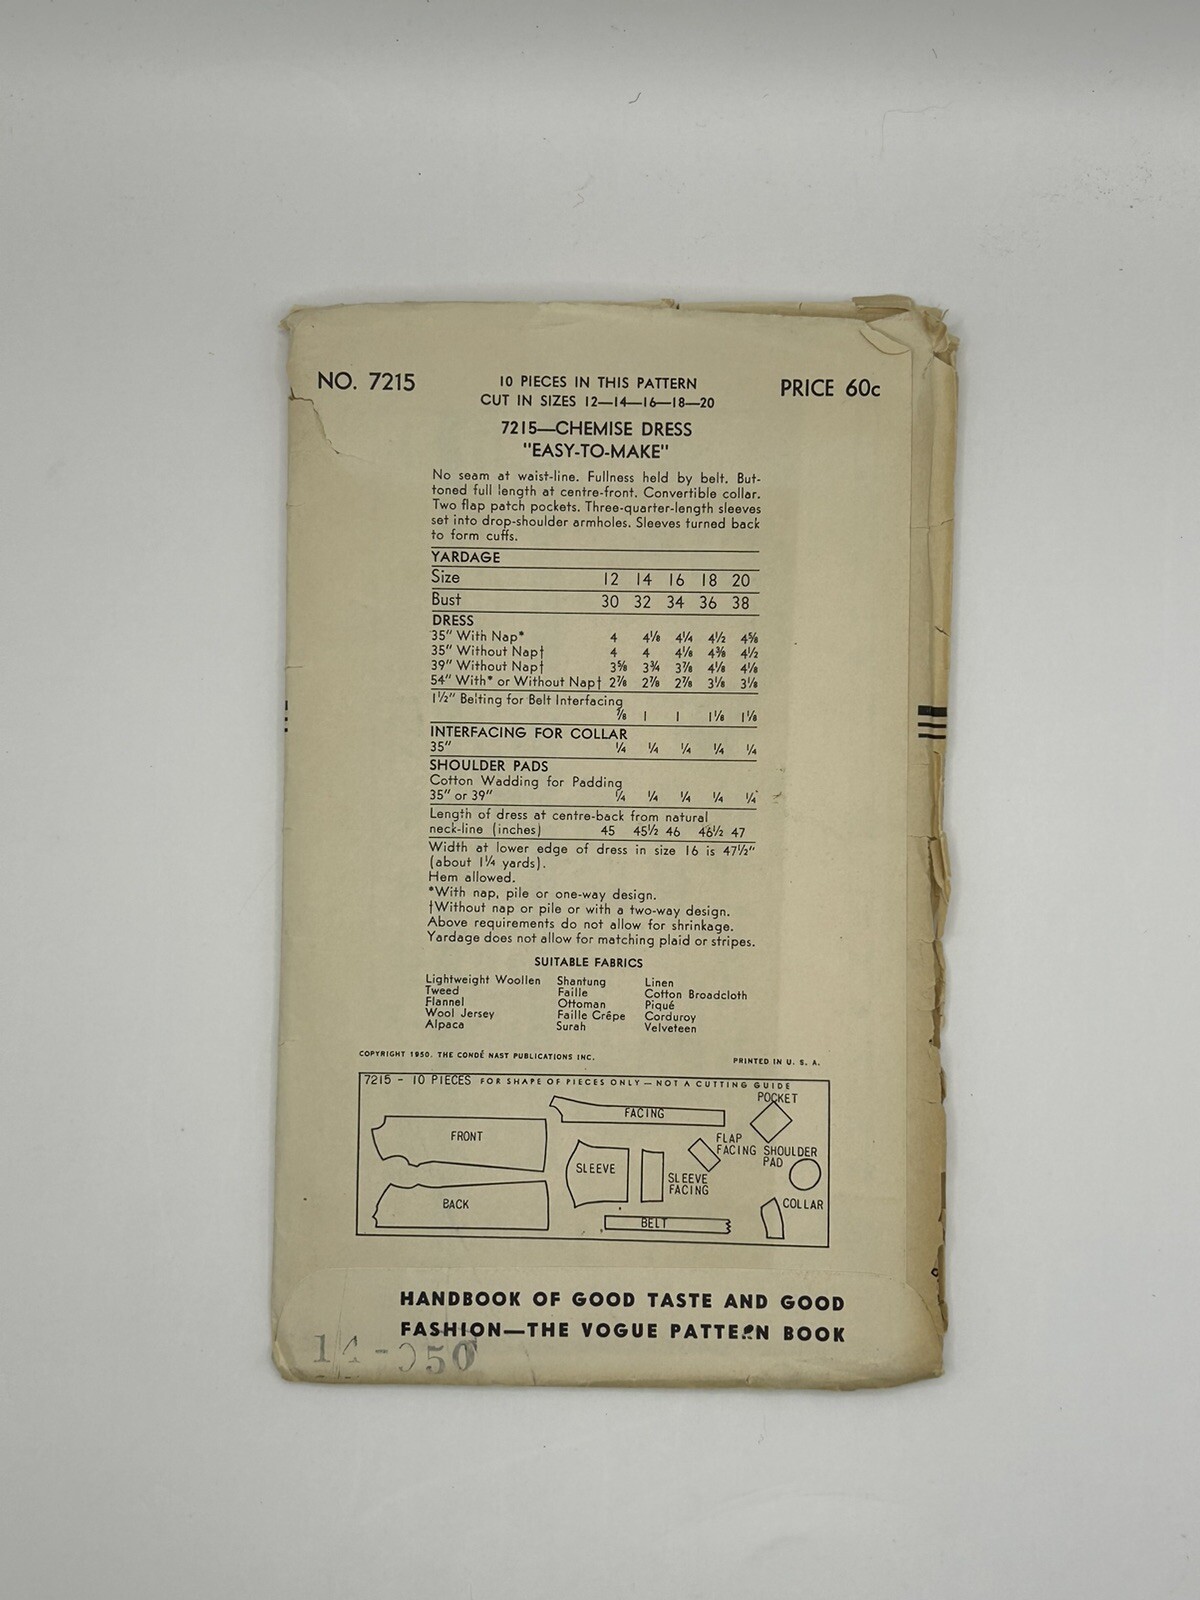 NO. 7215
10 PIECES IN THIS PATTERN
PRICE 60c
CUT IN SIZES 12—14—16—18—20
7215—CHEMISE DRESS
"EASY-TO-MAKE"
No seam at waist-line. Fullness held by belt. But-
toned full length at centre-front. Convertible collar.
Two flap patch pockets. Three-quarter-length sleeves
set into drop-shoulder armholes. Sleeves turned back
to form cuffs.
YARDAGE
Size 12 14 16 18 20
Bust 30 32 34 36 38
DRESS
35" With Nap* 4 4⅛ 4¼ 4½ 4⅝
35" Without Nap† 4 4 4⅛ 4⅜ 4½
39" Without Nap† 3⅝ 3¾ 3⅞ 4⅛ 4⅛
54" With* or Without Nap† 2⅞ 2⅞ 2⅞ 3⅛ 3⅛
1½" Belting for Belt Interfacing
⅞ 1 1 1⅛ 1⅛
INTERFACING FOR COLLAR
35" ¼ ¼ ¼ ¼ ¼
SHOULDER PADS
Cotton Wadding for Padding
35" or 39" ¼ ¼ ¼ ¼ ¼
Length of dress at centre-back from natural
neck-line (inches) 45 45½ 46 46½ 47
Width at lower edge of dress in size 16 is 47½"
(about 1¼ yards).
Hem allowed.
*With nap, pile or one-way design.
†Without nap or pile or with a two-way design.
Above requirements do not allow for shrinkage.
Yardage does not allow for matching plaid or stripes.
SUITABLE FABRICS
Lightweight Woollen Shantung Linen
Tweed Faille Cotton Broadcloth
Flannel Ottoman Piqué
Wool Jersey Faille Crêpe Corduroy
Alpaca Surah Velveteen
COPYRIGHT 1950. THE CONDÉ NAST PUBLICATIONS INC. PRINTED IN U. S. A.
7215 - 10 PIECES FOR SHAPE OF PIECES ONLY—NOT A CUTTING GUIDE
POCKET
FACING
FRONT
FLAP
FACING
SHOULDER
PAD
SLEEVE
SLEEVE
FACING
BACK
COLLAR
BELT
HANDBOOK OF GOOD TASTE AND GOOD
FASHION—THE VOGUE PATTERN BOOK